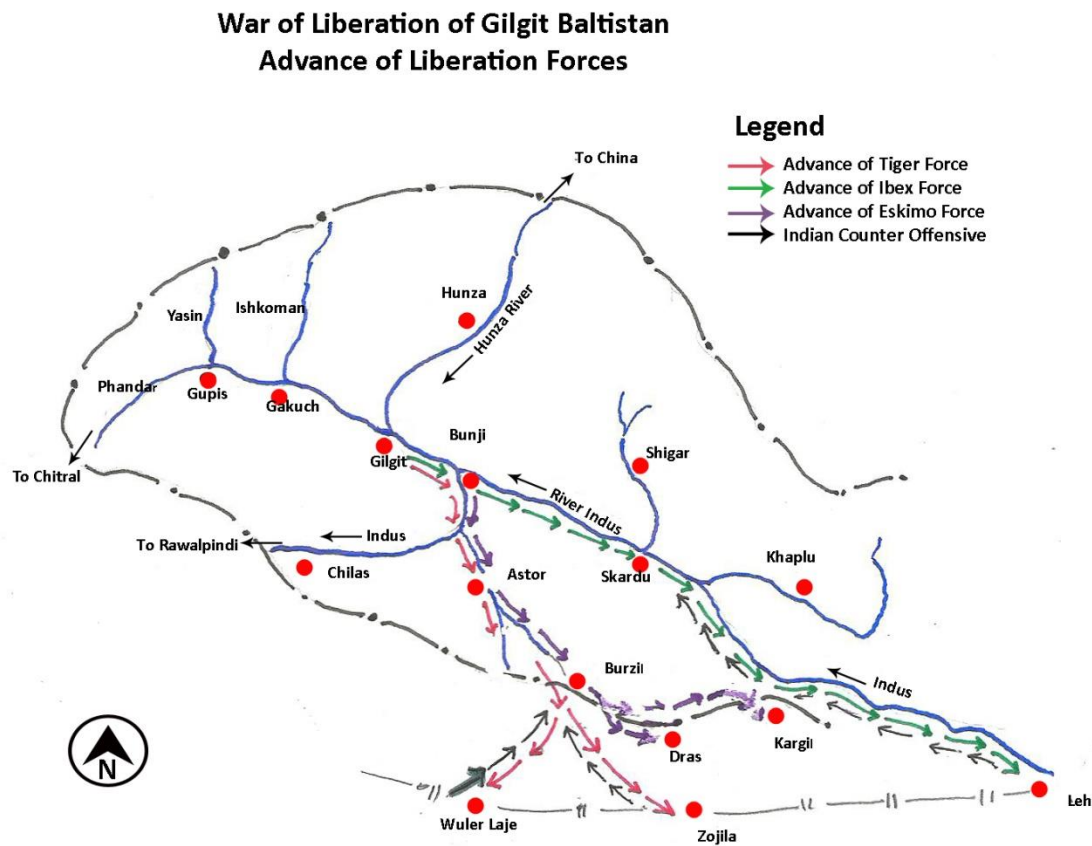 War of Liberation of Gilgit Baltistan
Advance of Liberation Forces
Legend
Advance of Tiger Force
Advance of Ibex Force
Advance of Eskimo Force
Indian Counter Offensive
To China
Hunza
Ishkoman
Yasin
Hunza River
Phandar
Gupis
Gakuch
Bunji
Gilgit
Shigar
To Chitral
River Indus
Indus
To Rawalpindi
Khaplu
Chilas
Astor
Skardu
Burzil
Indus
Kargil
Dras
N
Leh
Wuler Laje
Zojila